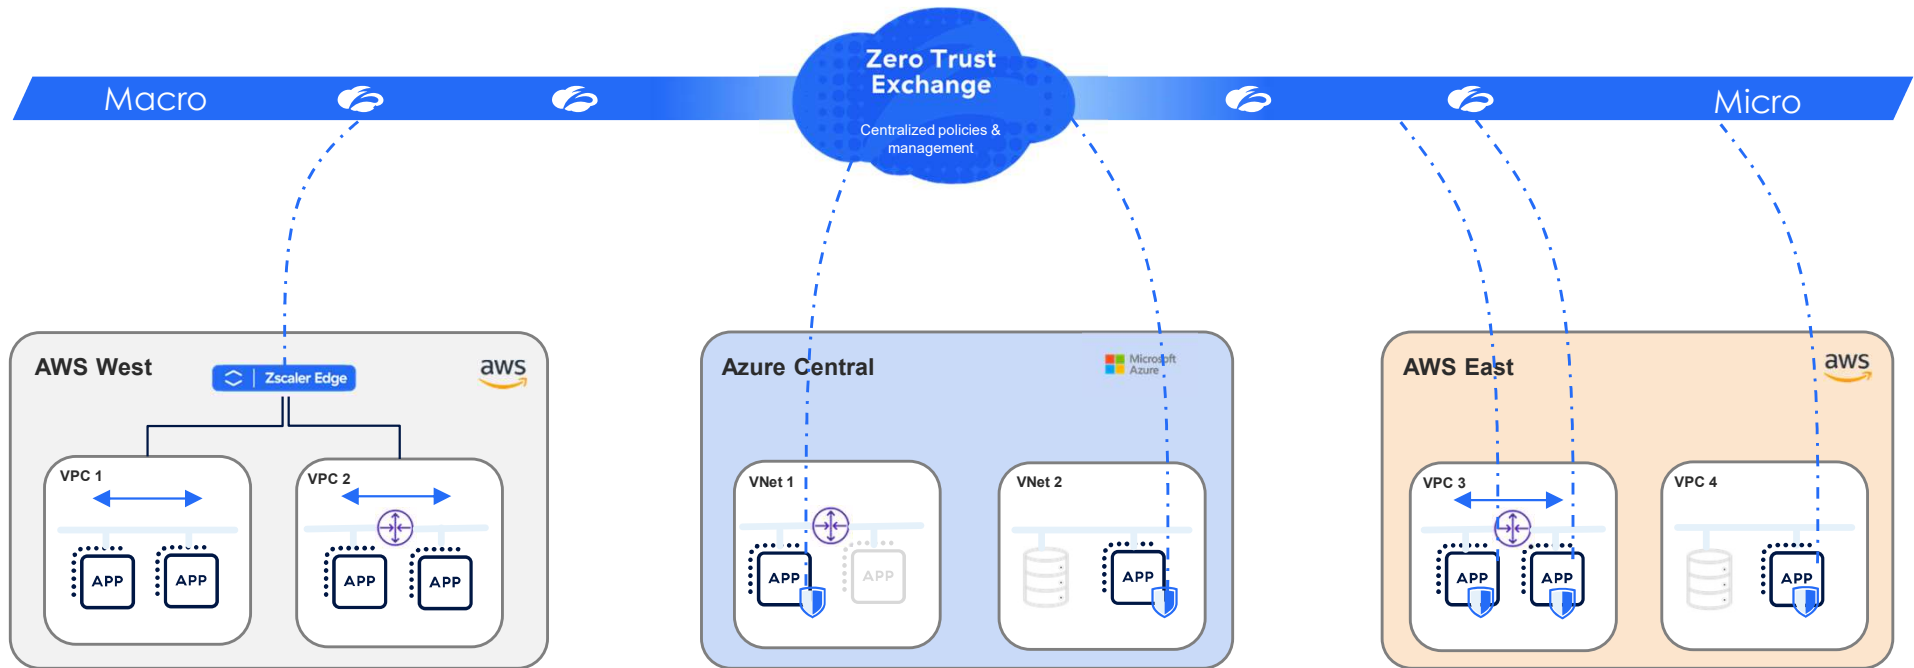 Zero Trust
Exchange
Centralized policies &
management
Macro
Micro
AWS West
Zscaler Edge
aws
VPC 1
APP
APP
VPC 2
APP
APP
Azure Central
Microsoft
Azure
VNet 1
APP
APP
VNet 2
APP
AWS East
aws
VPC 3
APP
APP
VPC 4
APP